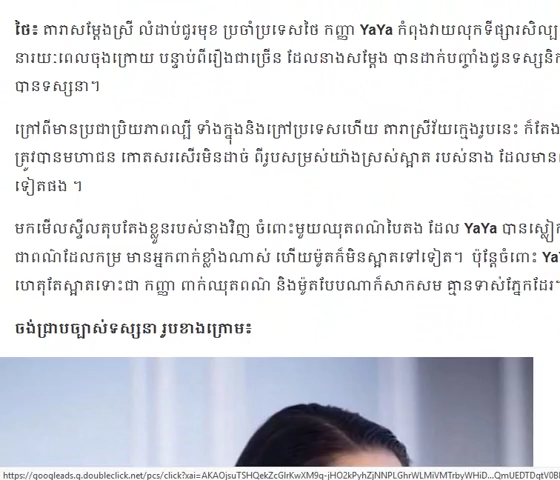 ថៃ៖ តារាសម្តែងស្រី លំដាប់ជួរមុខ ប្រចាំប្រទេសថៃ កញ្ញា YaYa កំពុងវាយលុកទីផ្សារសិល្ប
នារយៈពេលចុងក្រោយ បន្ទាប់ពីរឿងជាច្រើន ដែលនាងសម្តែង បានដាក់បញ្ចាំងជូនទស្សនិក
បានទស្សនា។
ក្រៅពីមានប្រជាប្រិយភាពល្បី ទាំងក្នុងនិងក្រៅប្រទេសហើយ តារាស្រីវ័យក្មេងរូបនេះ ក៏តែង
ត្រូវបានមហាជន កោតសរសើរមិនដាច់ ពីរូបសម្រស់យ៉ាងស្រស់ស្អាត របស់នាង ដែលមាន
ទៀតផង ។
មកមើលស្ទីលតុបតែងខ្លួនរបស់នាងវិញ ចំពោះមួយឈុតពណ៌បៃតង ដែល YaYa បានស្លៀក
ជាពណ៌ដែលកម្រ មានអ្នកពាក់ខ្លាំងណាស់ ហើយម៉ូតក៏មិនស្អាតទៅទៀត។ ប៉ុន្តែចំពោះ Ya
ហេតុតែស្អាតទោះជា កញ្ញា ពាក់ឈុតពណ៌ និងម៉ូតបែបណាក៏សាកសម គ្មានទាស់ភ្នែកដែរ
ចង់ជ្រាបច្បាស់ទស្សនា រូបខាងក្រោម៖
https://googleads.g.doubleclick.net/pcs/click?xai=AKAOjsuTSHQekZcGIrKwXM9q-jHO2kPyhZjNNPLGhrWLMiVMTrbyWHiD...QmUEDTDqtV0B